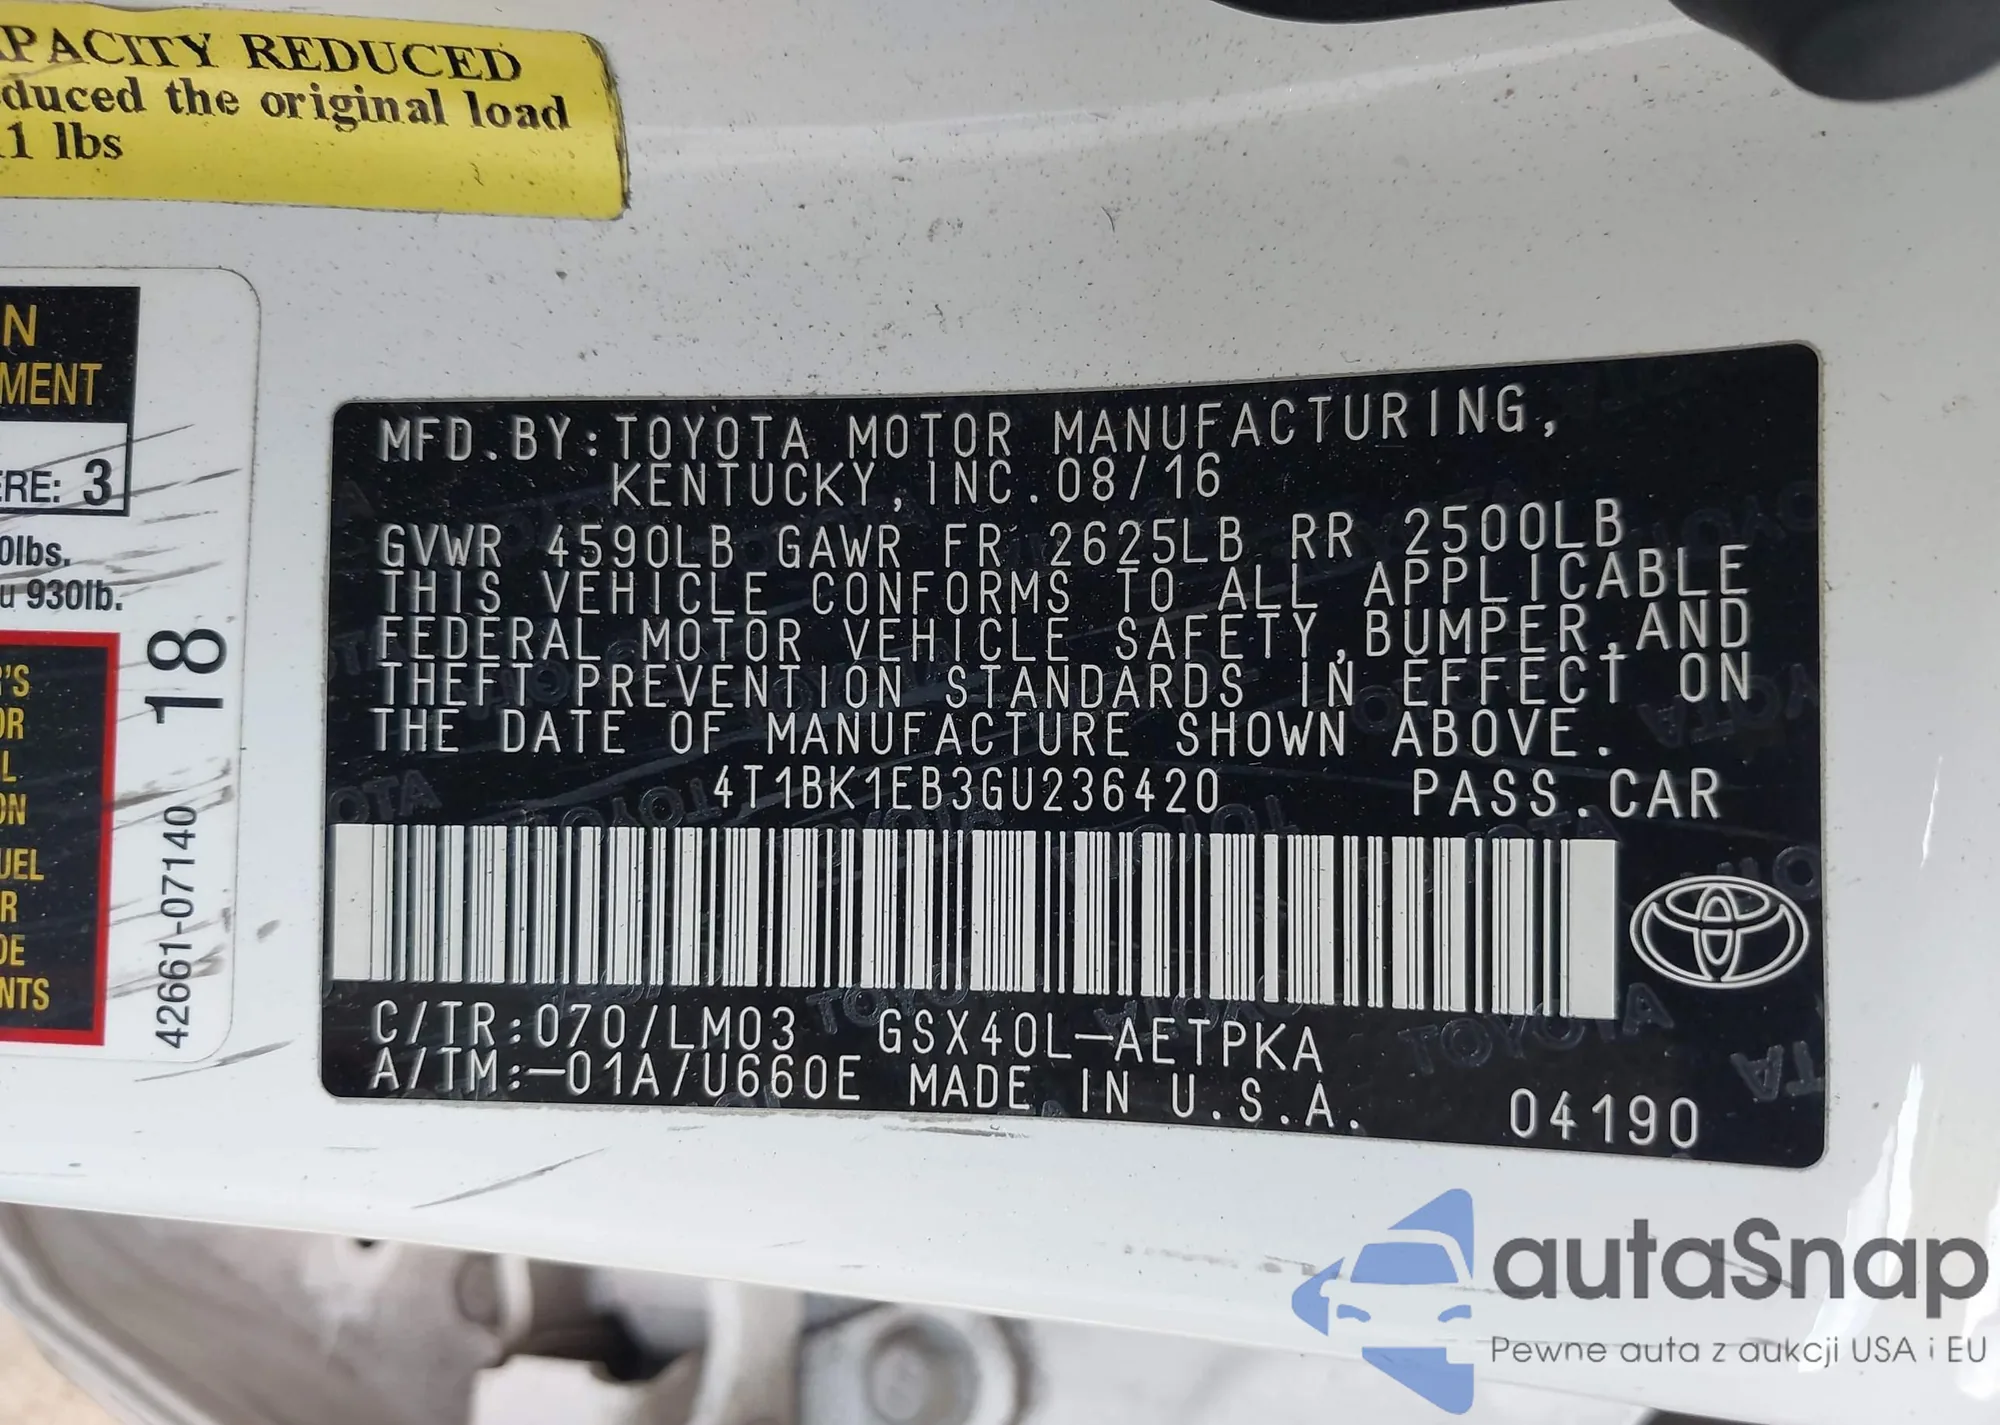 PACITY REDUCED
duced the original load
1 lbs
N
MENT
ERE: 3
0lbs.
u 930lb.
'S
OR
L
ON
UEL
R
DE
NTS
18
42661-07140
MFD.BY:TOYOTA MOTOR MANUFACTURING,
KENTUCKY,INC.08/16
GVWR 4590LB GAWR FR 2625LB RR 2500LB
THIS VEHICLE CONFORMS TO ALL APPLICABLE
FEDERAL MOTOR VEHICLE SAFETY,BUMPER,AND
THEFT PREVENTION STANDARDS IN EFFECT ON
THE DATE OF MANUFACTURE SHOWN ABOVE.
4T1BK1EB3GU236420 PASS.CAR
C/TR:070/LM03 GSX40L-AETPKA
A/TM:-01A/U660E MADE IN U.S.A. 04190
autaSnap
Pewne auta z aukcji USA i EU